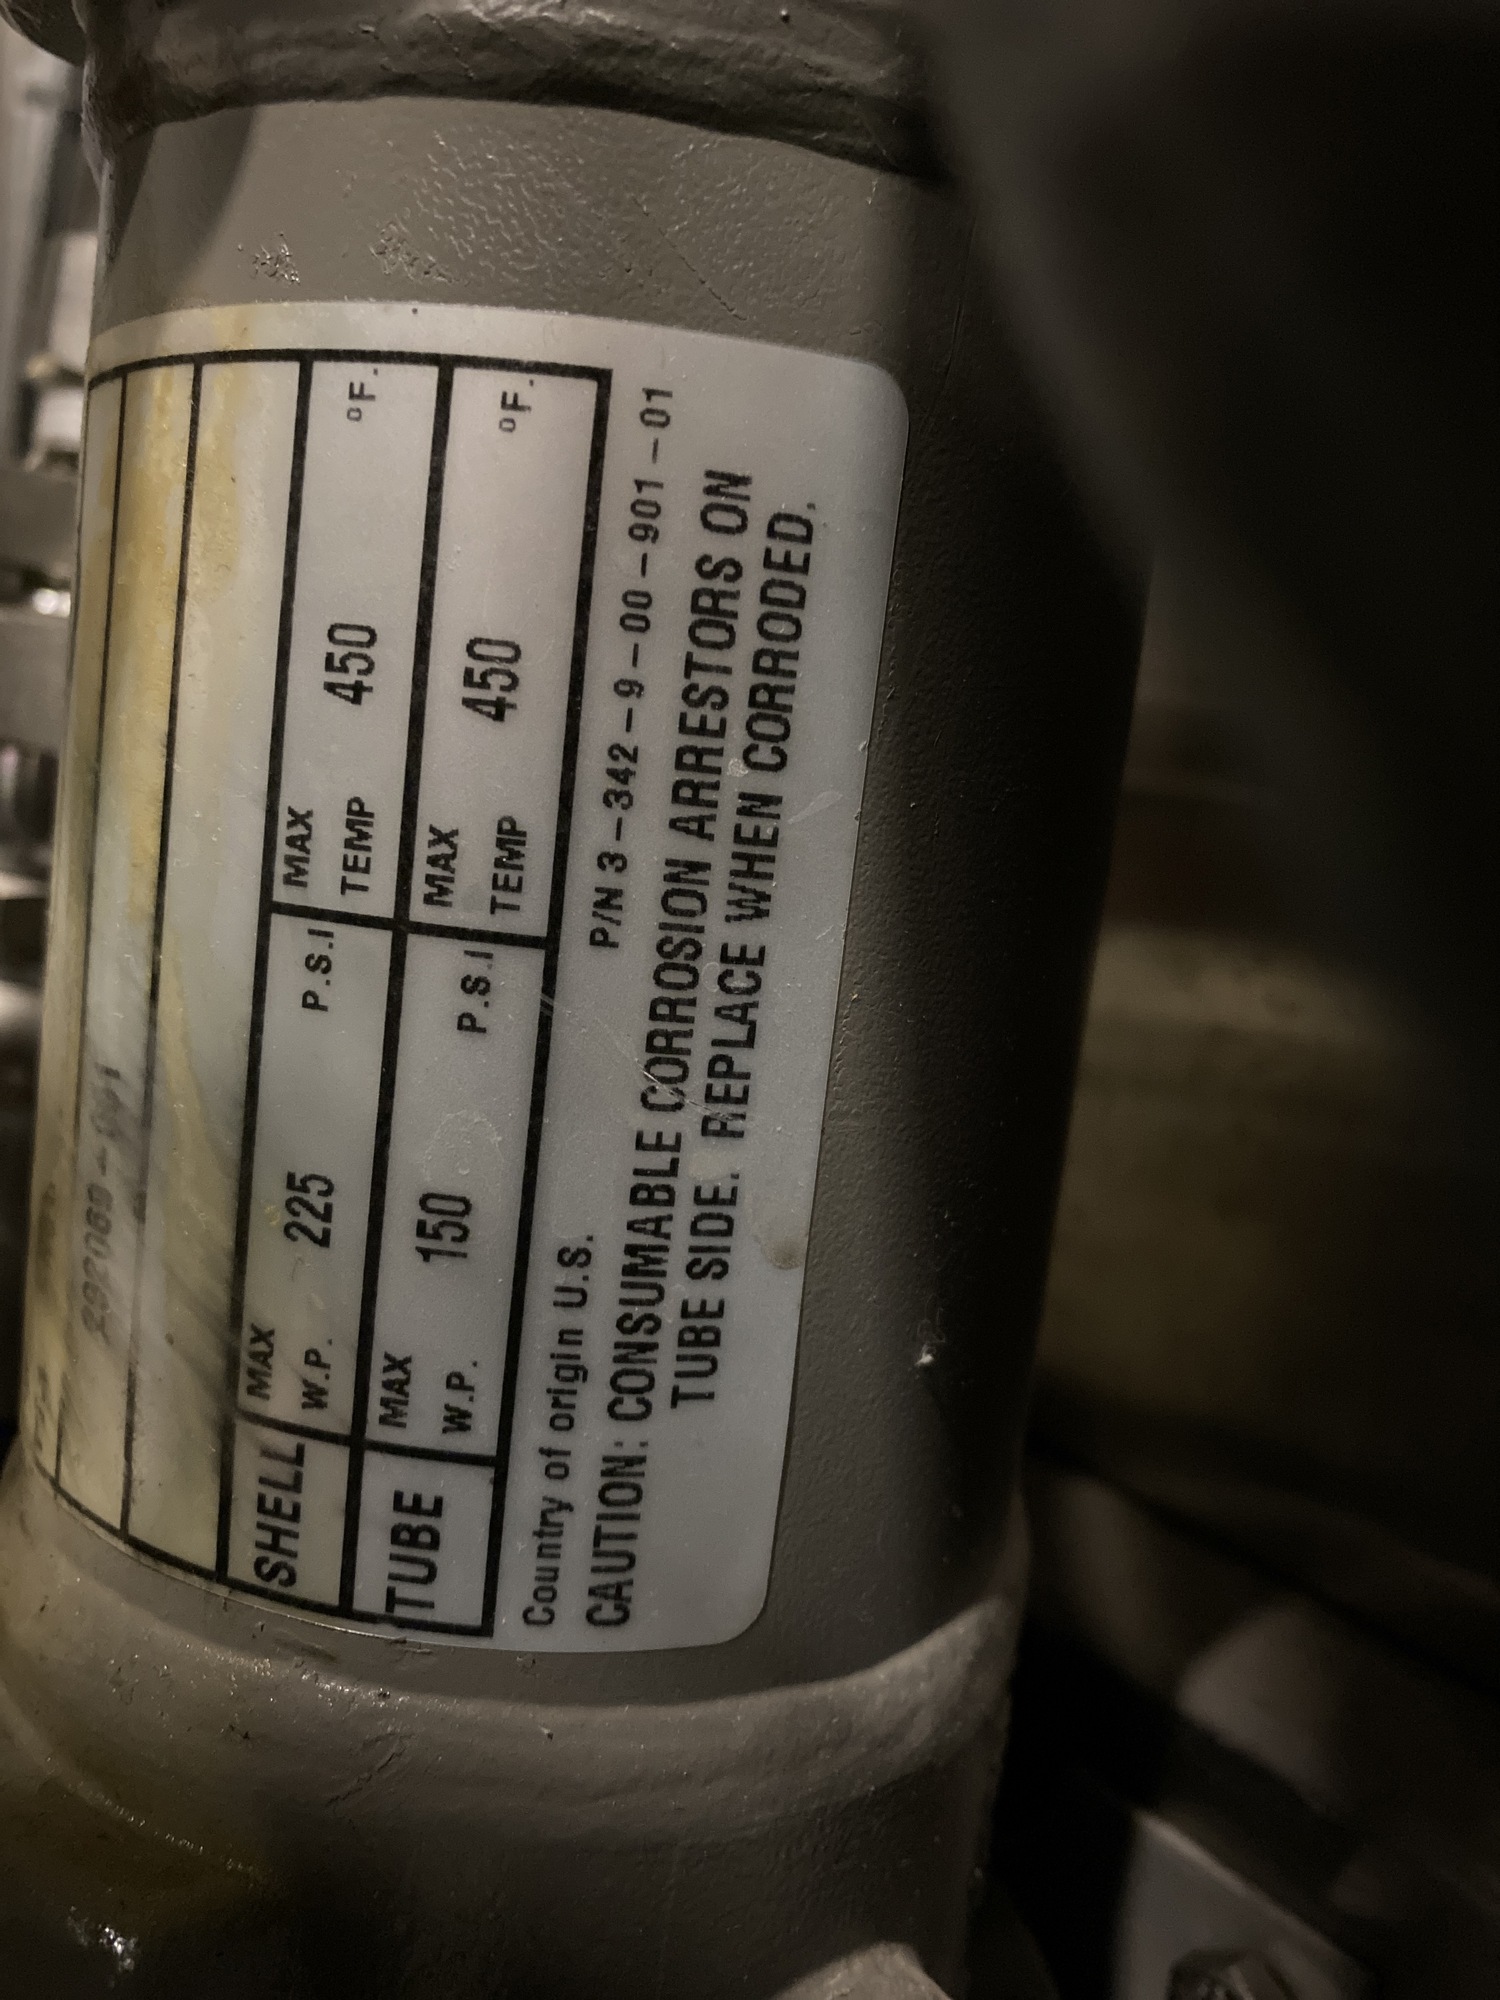 SHELL MAX W.P. 225 P.S.I MAX TEMP 450 °F.
TUBE MAX W.P. 150 P.S.I MAX TEMP 450 °F.
Country of origin U.S. P/N 3-342-9-00-901-01
CAUTION: CONSUMABLE CORROSION ARRESTORS ON
TUBE SIDE. REPLACE WHEN CORRODED.